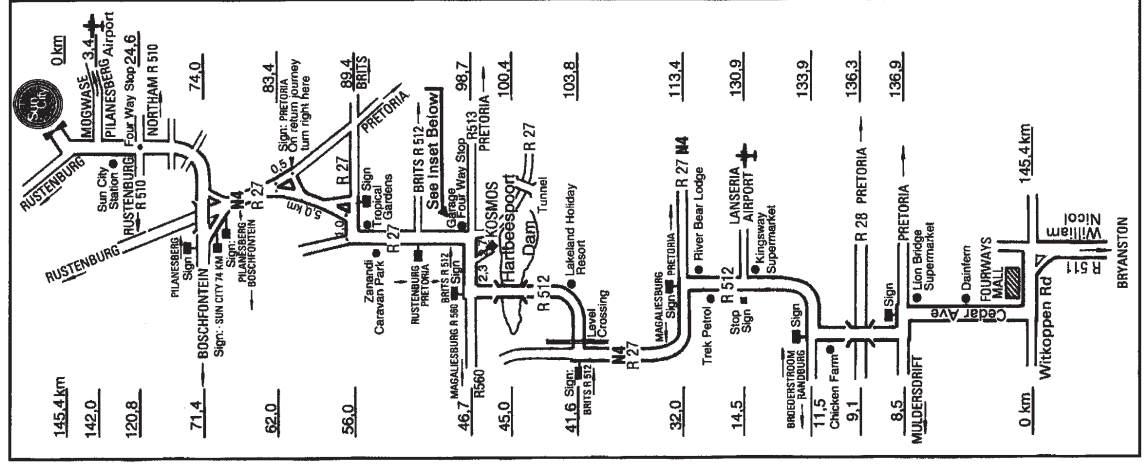 145,4 km
142,0
120,8
71,4
62,0
56,0
46,7
45,0
41,6
32,0
14,5
11,5
9,1
8,5
0 km
0 km
3,4
24,6
74,0
83,4
89,4
98,7
100,4
103,8
113,4
130,9
133,9
136,3
136,9
145,4 km
Sun City
RUSTENBURG
MOGWASE
PILANESBERG
Airport
Four Way Stop
NORTHAM R 510
Sun City
Station
RUSTENBURG
R 510
RUSTENBURG
PILANESBERG
Sign
BOSCHFONTEIN
Sign: SUN CITY 74 KM
Sign:
PILANESBERG
BOSCHFONTEIN
N4
R 27
0,5
Sign: PRETORIA
On return journey
turn right here
5,0 km
PRETORIA
BRITS
R 27
Sign
Tropical
Gardens
R 27
Zanandi
Caravan Park
BRITS R 512
See Inset Below
RUSTENBURG
PRETORIA
Garage
Four Way Stop
R513
PRETORIA
BRITS R 512
Sign
MAGALIESBURG R 560
R560
2,3
KOSMOS
Hartbeespoort
Dam
Tunnel
R 27
R 512
Lakeland Holiday
Resort
Level
Crossing
Sign:
BRITS R 512
N4
R 27
R 27 N4
MAGALIESBURG
Sign
PRETORIA
River Bear Lodge
Trek Petrol
R 512
LANSERIA
AIRPORT
Stop
Sign
Kingsway
Supermarket
BROEDERSTROOM
RANDBURG
Sign
Chicken Farm
R 28 PRETORIA
Sign
PRETORIA
MULDERSDRIFT
Lion Bridge
Supermarket
Dainfern
Cedar Ave
FOURWAYS
MALL
Witkoppen Rd
William
Nicol
R 511
BRYANSTON